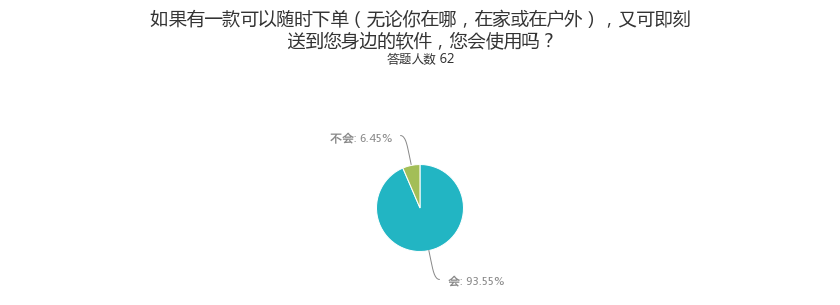 如果有一款可以随时下单（无论你在哪，在家或在户外），又可即刻
送到您身边的软件，您会使用吗？
答题人数 62
不会: 6.45%
会: 93.55%